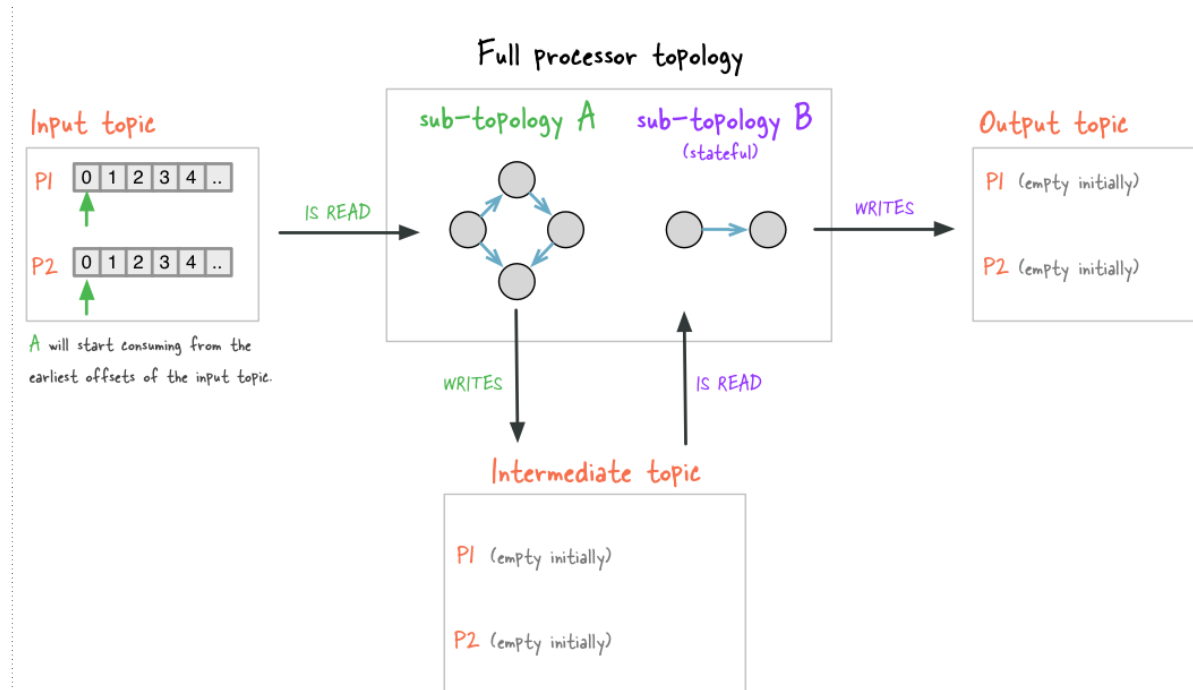 Full processor topology
Input topic
P1 0 1 2 3 4 ..
P2 0 1 2 3 4 ..
A will start consuming from the
earliest offsets of the input topic.
IS READ
sub-topology A
sub-topology B
(stateful)
WRITES
Output topic
P1 (empty initially)
P2 (empty initially)
WRITES
IS READ
Intermediate topic
P1 (empty initially)
P2 (empty initially)